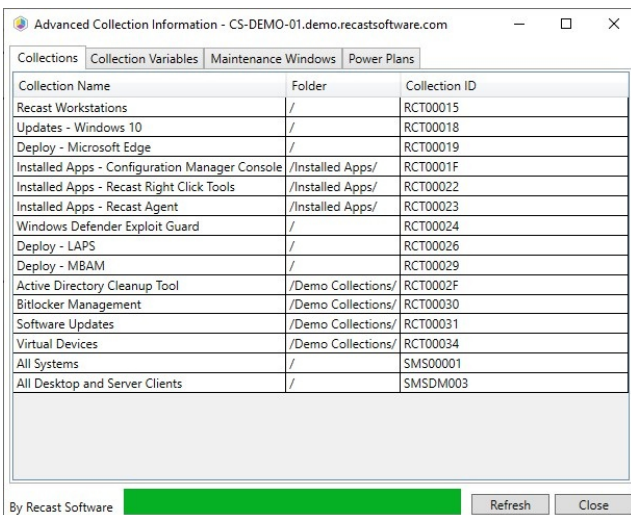 Advanced Collection Information - CS-DEMO-01.demo.recastsoftware.com
Collections Collection Variables Maintenance Windows Power Plans
Collection Name Folder Collection ID
Recast Workstations / RCT00015
Updates - Windows 10 / RCT00018
Deploy - Microsoft Edge / RCT00019
Installed Apps - Configuration Manager Console /Installed Apps/ RCT0001F
Installed Apps - Recast Right Click Tools /Installed Apps/ RCT00022
Installed Apps - Recast Agent /Installed Apps/ RCT00023
Windows Defender Exploit Guard / RCT00024
Deploy - LAPS / RCT00026
Deploy - MBAM / RCT00029
Active Directory Cleanup Tool /Demo Collections/ RCT0002F
Bitlocker Management /Demo Collections/ RCT00030
Software Updates /Demo Collections/ RCT00031
Virtual Devices /Demo Collections/ RCT00034
All Systems / SMS00001
All Desktop and Server Clients / SMSDM003
By Recast Software Refresh Close